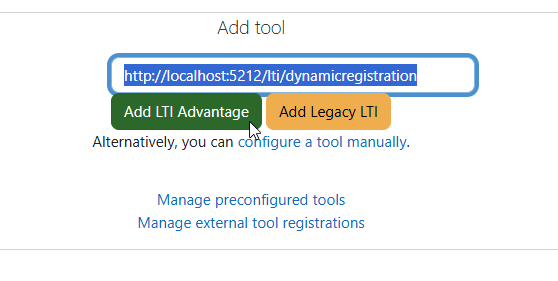 Add tool
http://localhost:5212/lti/dynamicregistration
Add LTI Advantage Add Legacy LTI
Alternatively, you can configure a tool manually.
Manage preconfigured tools
Manage external tool registrations